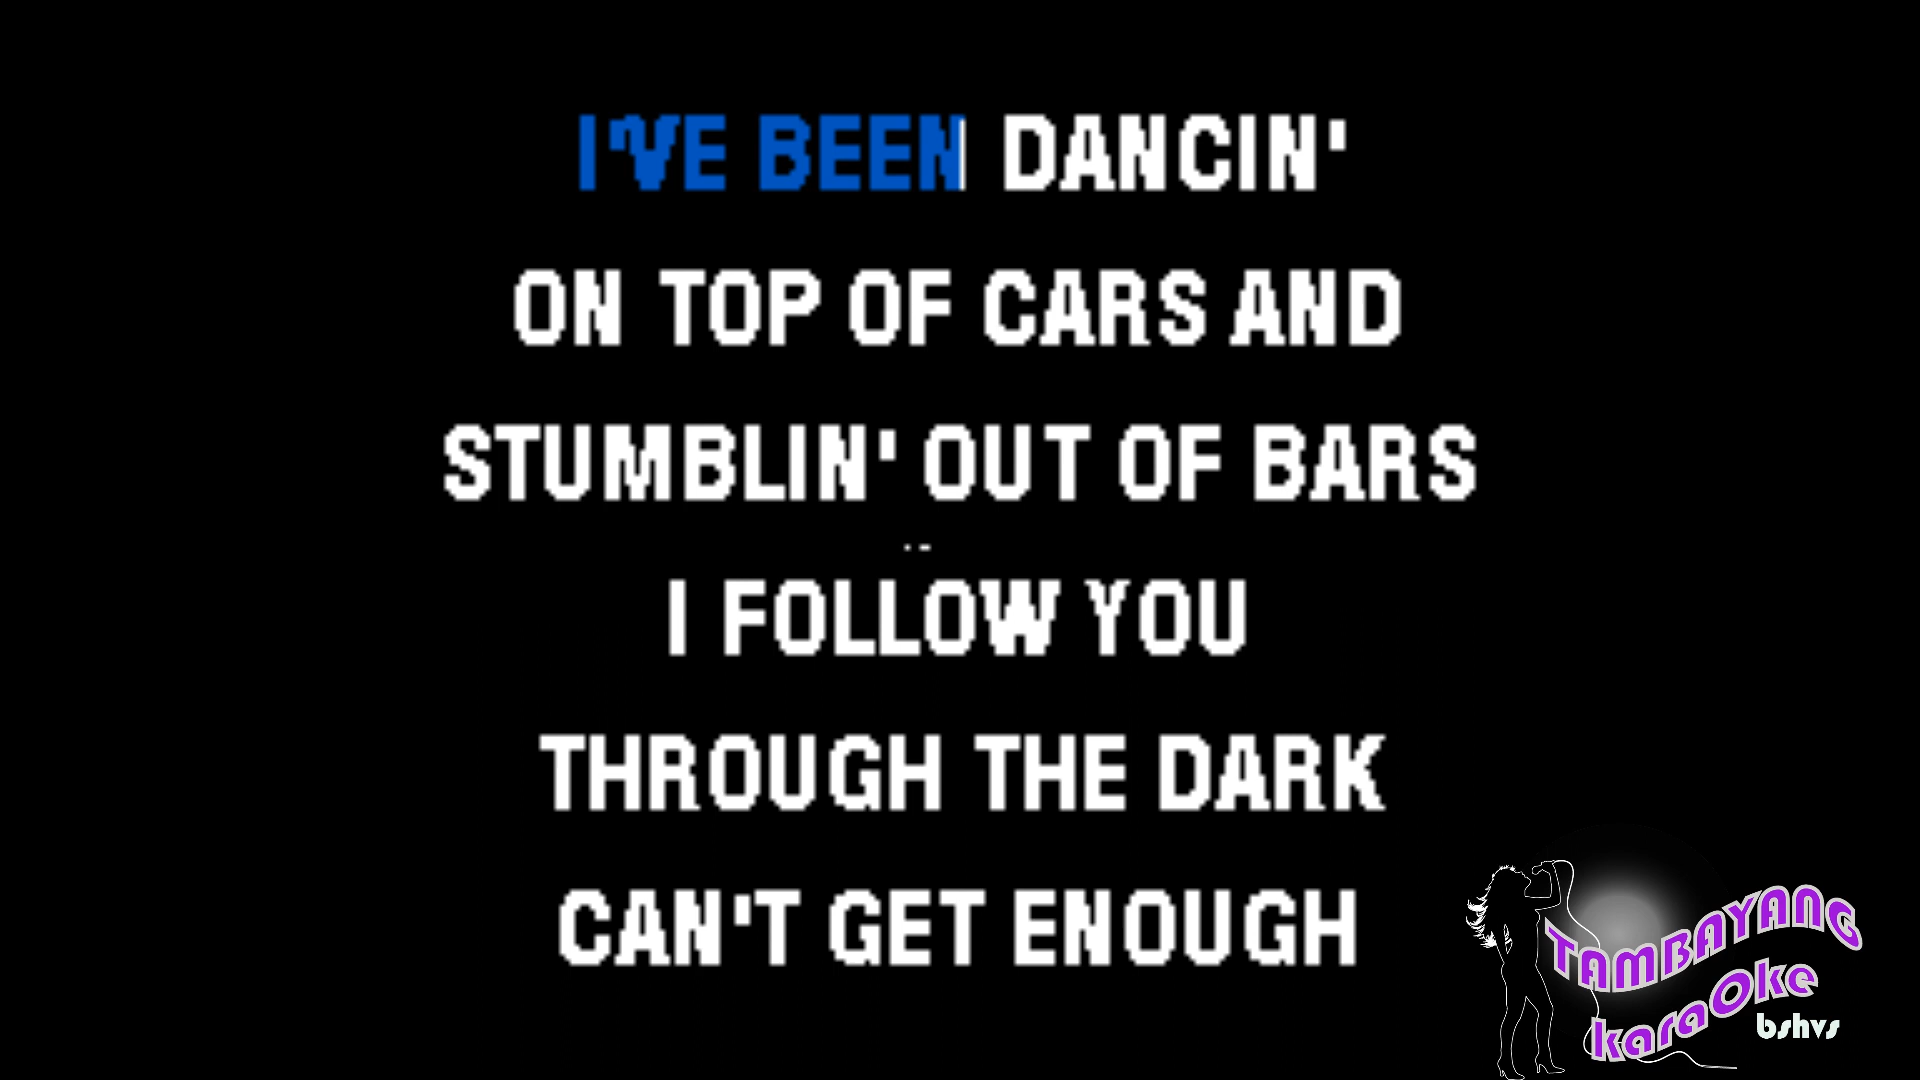 I'VE BEEN DANCIN'
ON TOP OF CARS AND
STUMBLIN' OUT OF BARS
I FOLLOW YOU
THROUGH THE DARK
CAN'T GET ENOUGH
TAMBAYANG
karaOke
bshvs